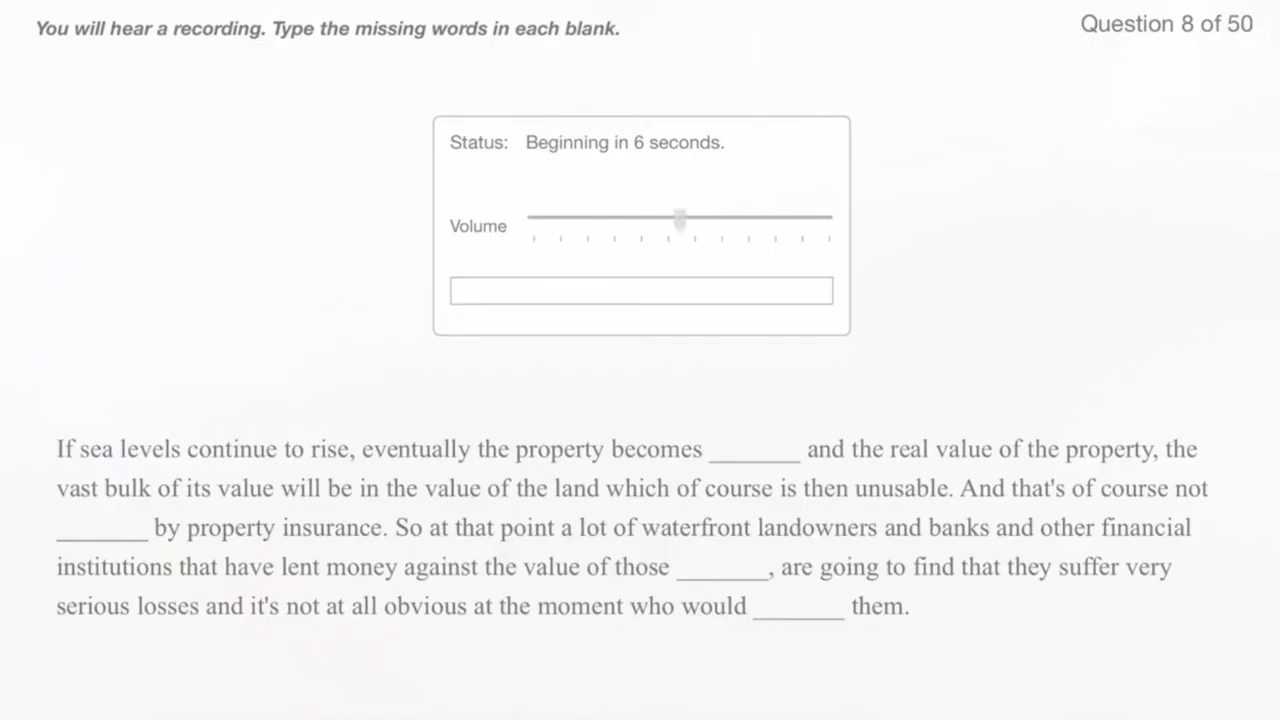 You will hear a recording. Type the missing words in each blank.
Question 8 of 50
Status: Beginning in 6 seconds.
Volume
If sea levels continue to rise, eventually the property becomes _______ and the real value of the property, the
vast bulk of its value will be in the value of the land which of course is then unusable. And that's of course not
_______ by property insurance. So at that point a lot of waterfront landowners and banks and other financial
institutions that have lent money against the value of those _______, are going to find that they suffer very
serious losses and it's not at all obvious at the moment who would _______ them.